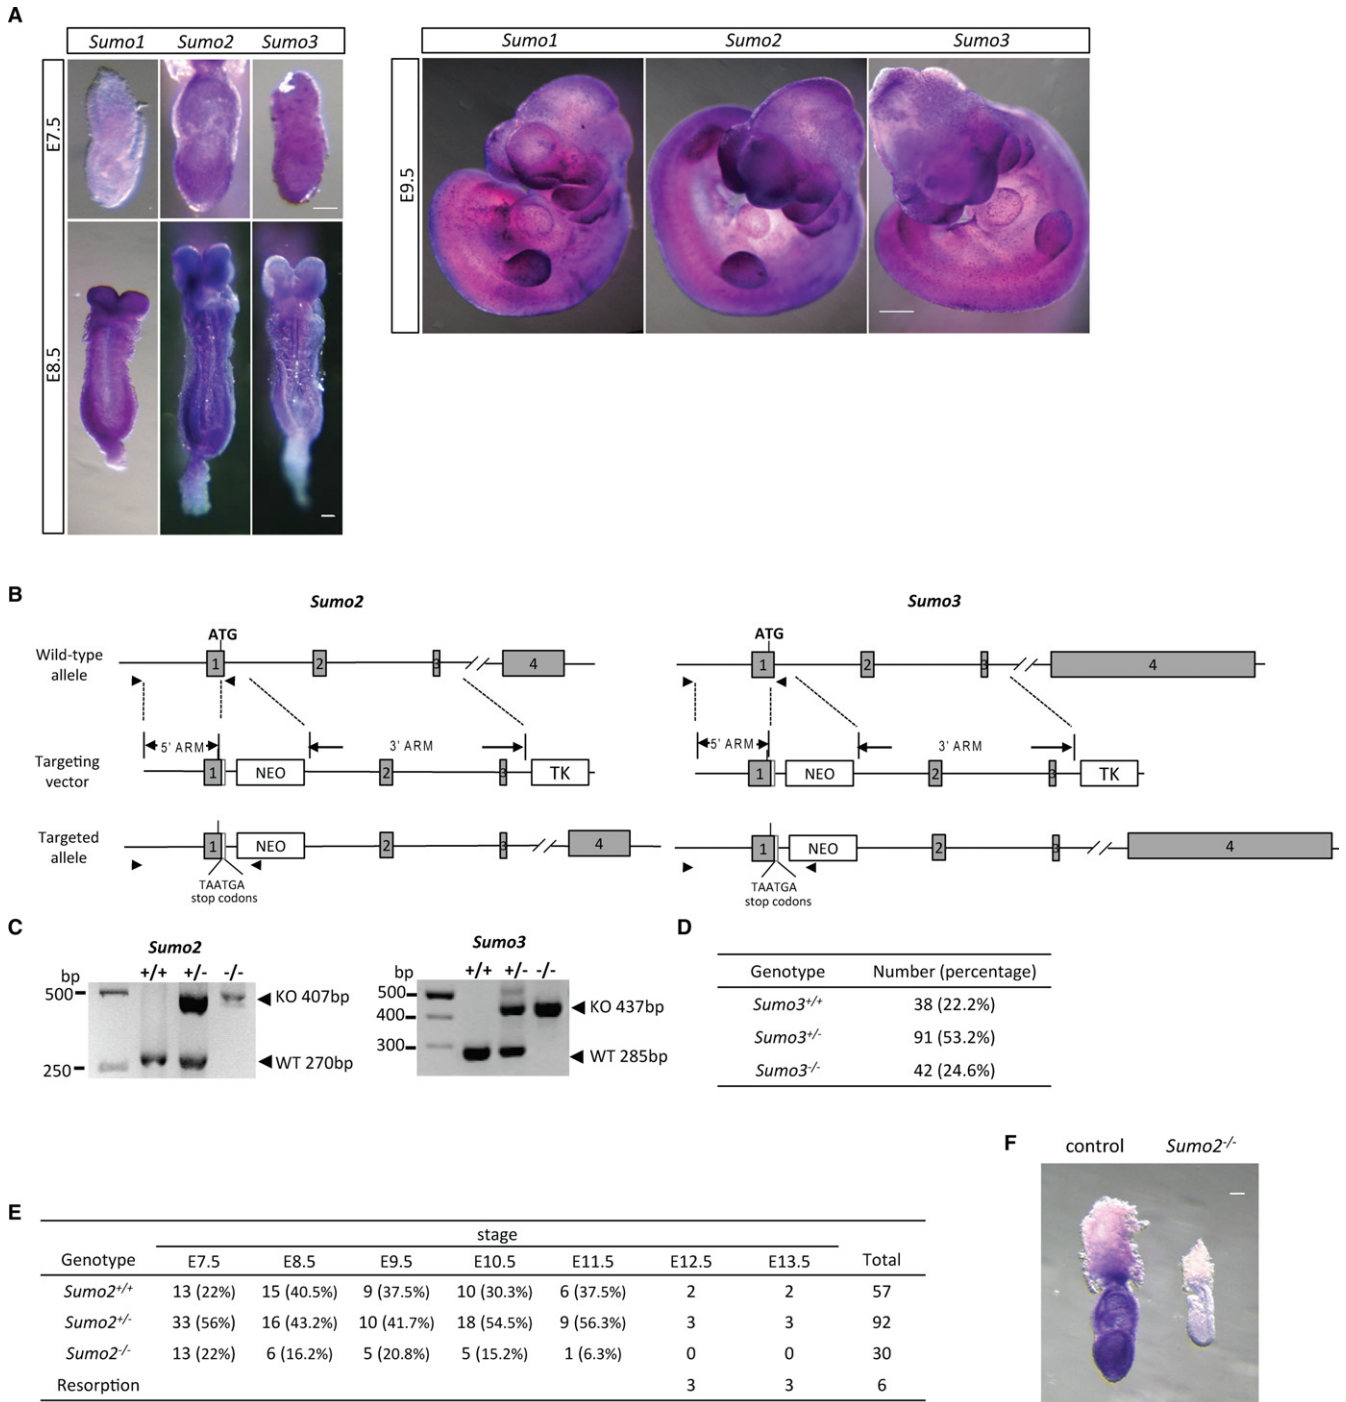 A
Sumo1 Sumo2 Sumo3
E7.5
E8.5
Sumo1 Sumo2 Sumo3
E9.5
B
Sumo2
ATG
Wild-type allele
1 2 3 4
5' ARM 3' ARM
Targeting vector
1 NEO 2 3 TK
Targeted allele
1 NEO 2 3 4
TAATGA
stop codons
Sumo3
ATG
1 2 3 4
5' ARM 3' ARM
1 NEO 2 3 TK
1 NEO 2 3 4
TAATGA
stop codons
C
Sumo2
bp +/+ +/- -/-
500 KO 407bp
250 WT 270bp
Sumo3
bp +/+ +/- -/-
500
400 KO 437bp
300 WT 285bp
D
Genotype Number (percentage)
Sumo3+/+ 38 (22.2%)
Sumo3+/- 91 (53.2%)
Sumo3-/- 42 (24.6%)
E
stage
Genotype E7.5 E8.5 E9.5 E10.5 E11.5 E12.5 E13.5 Total
Sumo2+/+ 13 (22%) 15 (40.5%) 9 (37.5%) 10 (30.3%) 6 (37.5%) 2 2 57
Sumo2+/- 33 (56%) 16 (43.2%) 10 (41.7%) 18 (54.5%) 9 (56.3%) 3 3 92
Sumo2-/- 13 (22%) 6 (16.2%) 5 (20.8%) 5 (15.2%) 1 (6.3%) 0 0 30
Resorption 3 3 6
F
control Sumo2-/-